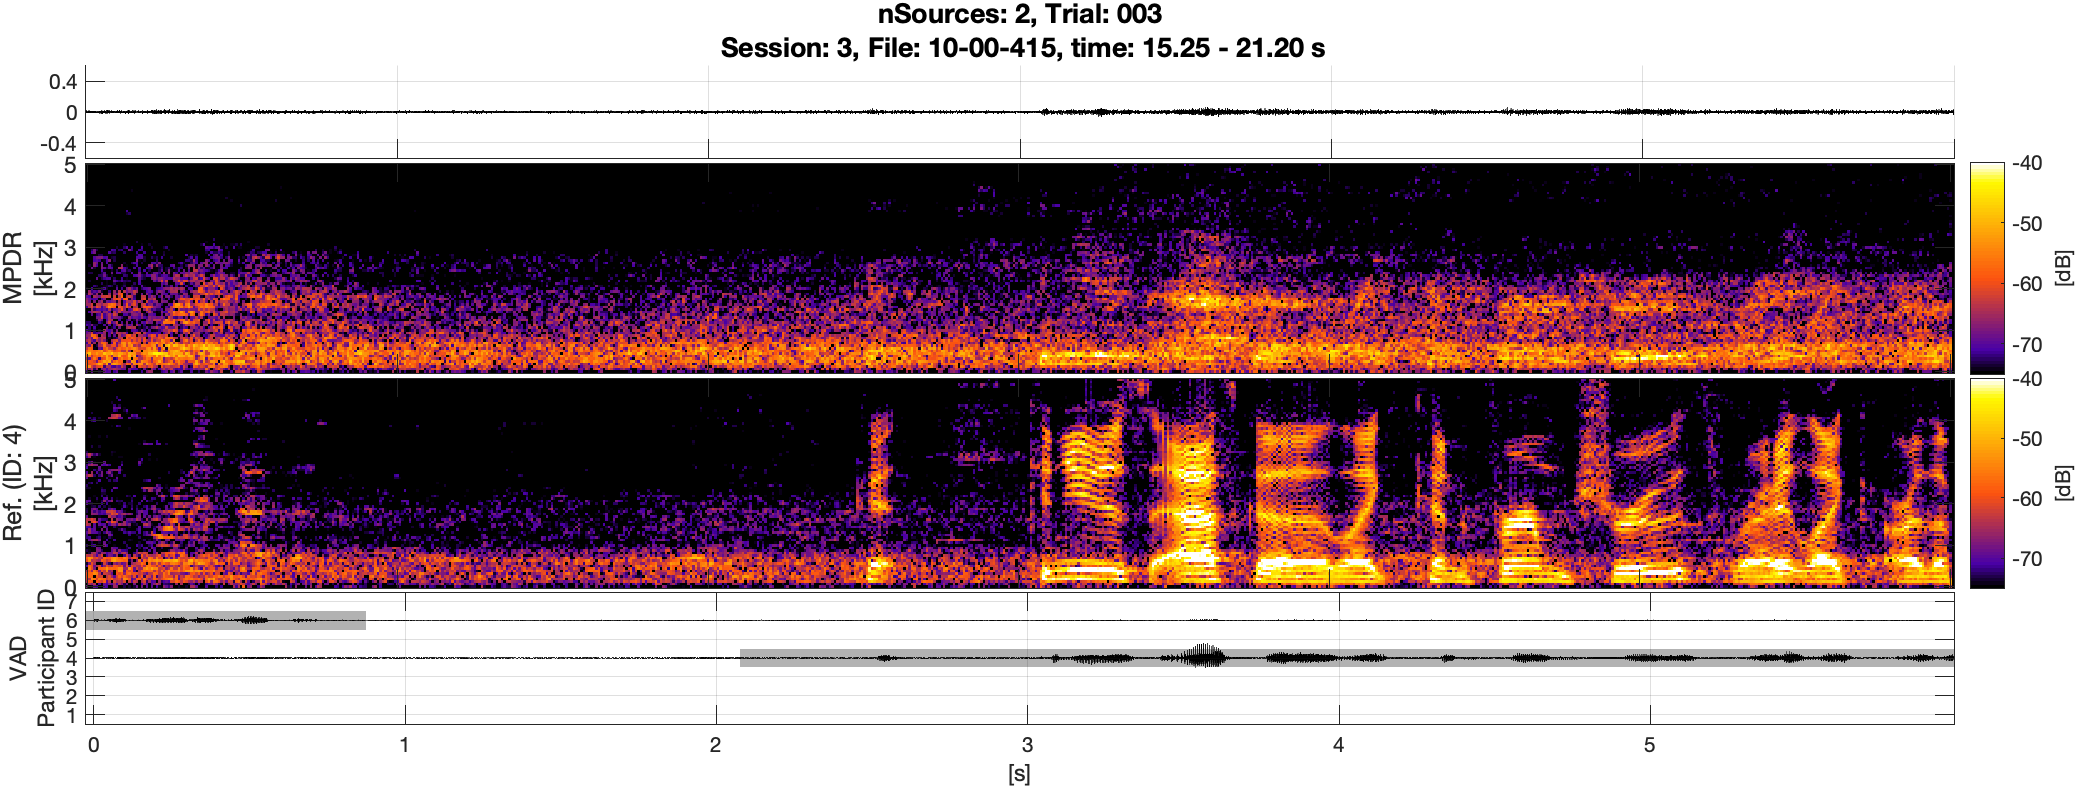 nSources: 2, Trial: 003
Session: 3, File: 10-00-415, time: 15.25 - 21.20 s
0.4
0
-0.4
5
4
3
2
1
0
MPDR
[kHz]
-40
-50
-60
-70
[dB]
5
4
3
2
1
0
Ref. (ID: 4)
[kHz]
-40
-50
-60
-70
[dB]
7
6
5
4
3
2
1
VAD
Participant ID
0 1 2 3 4 5
[s]